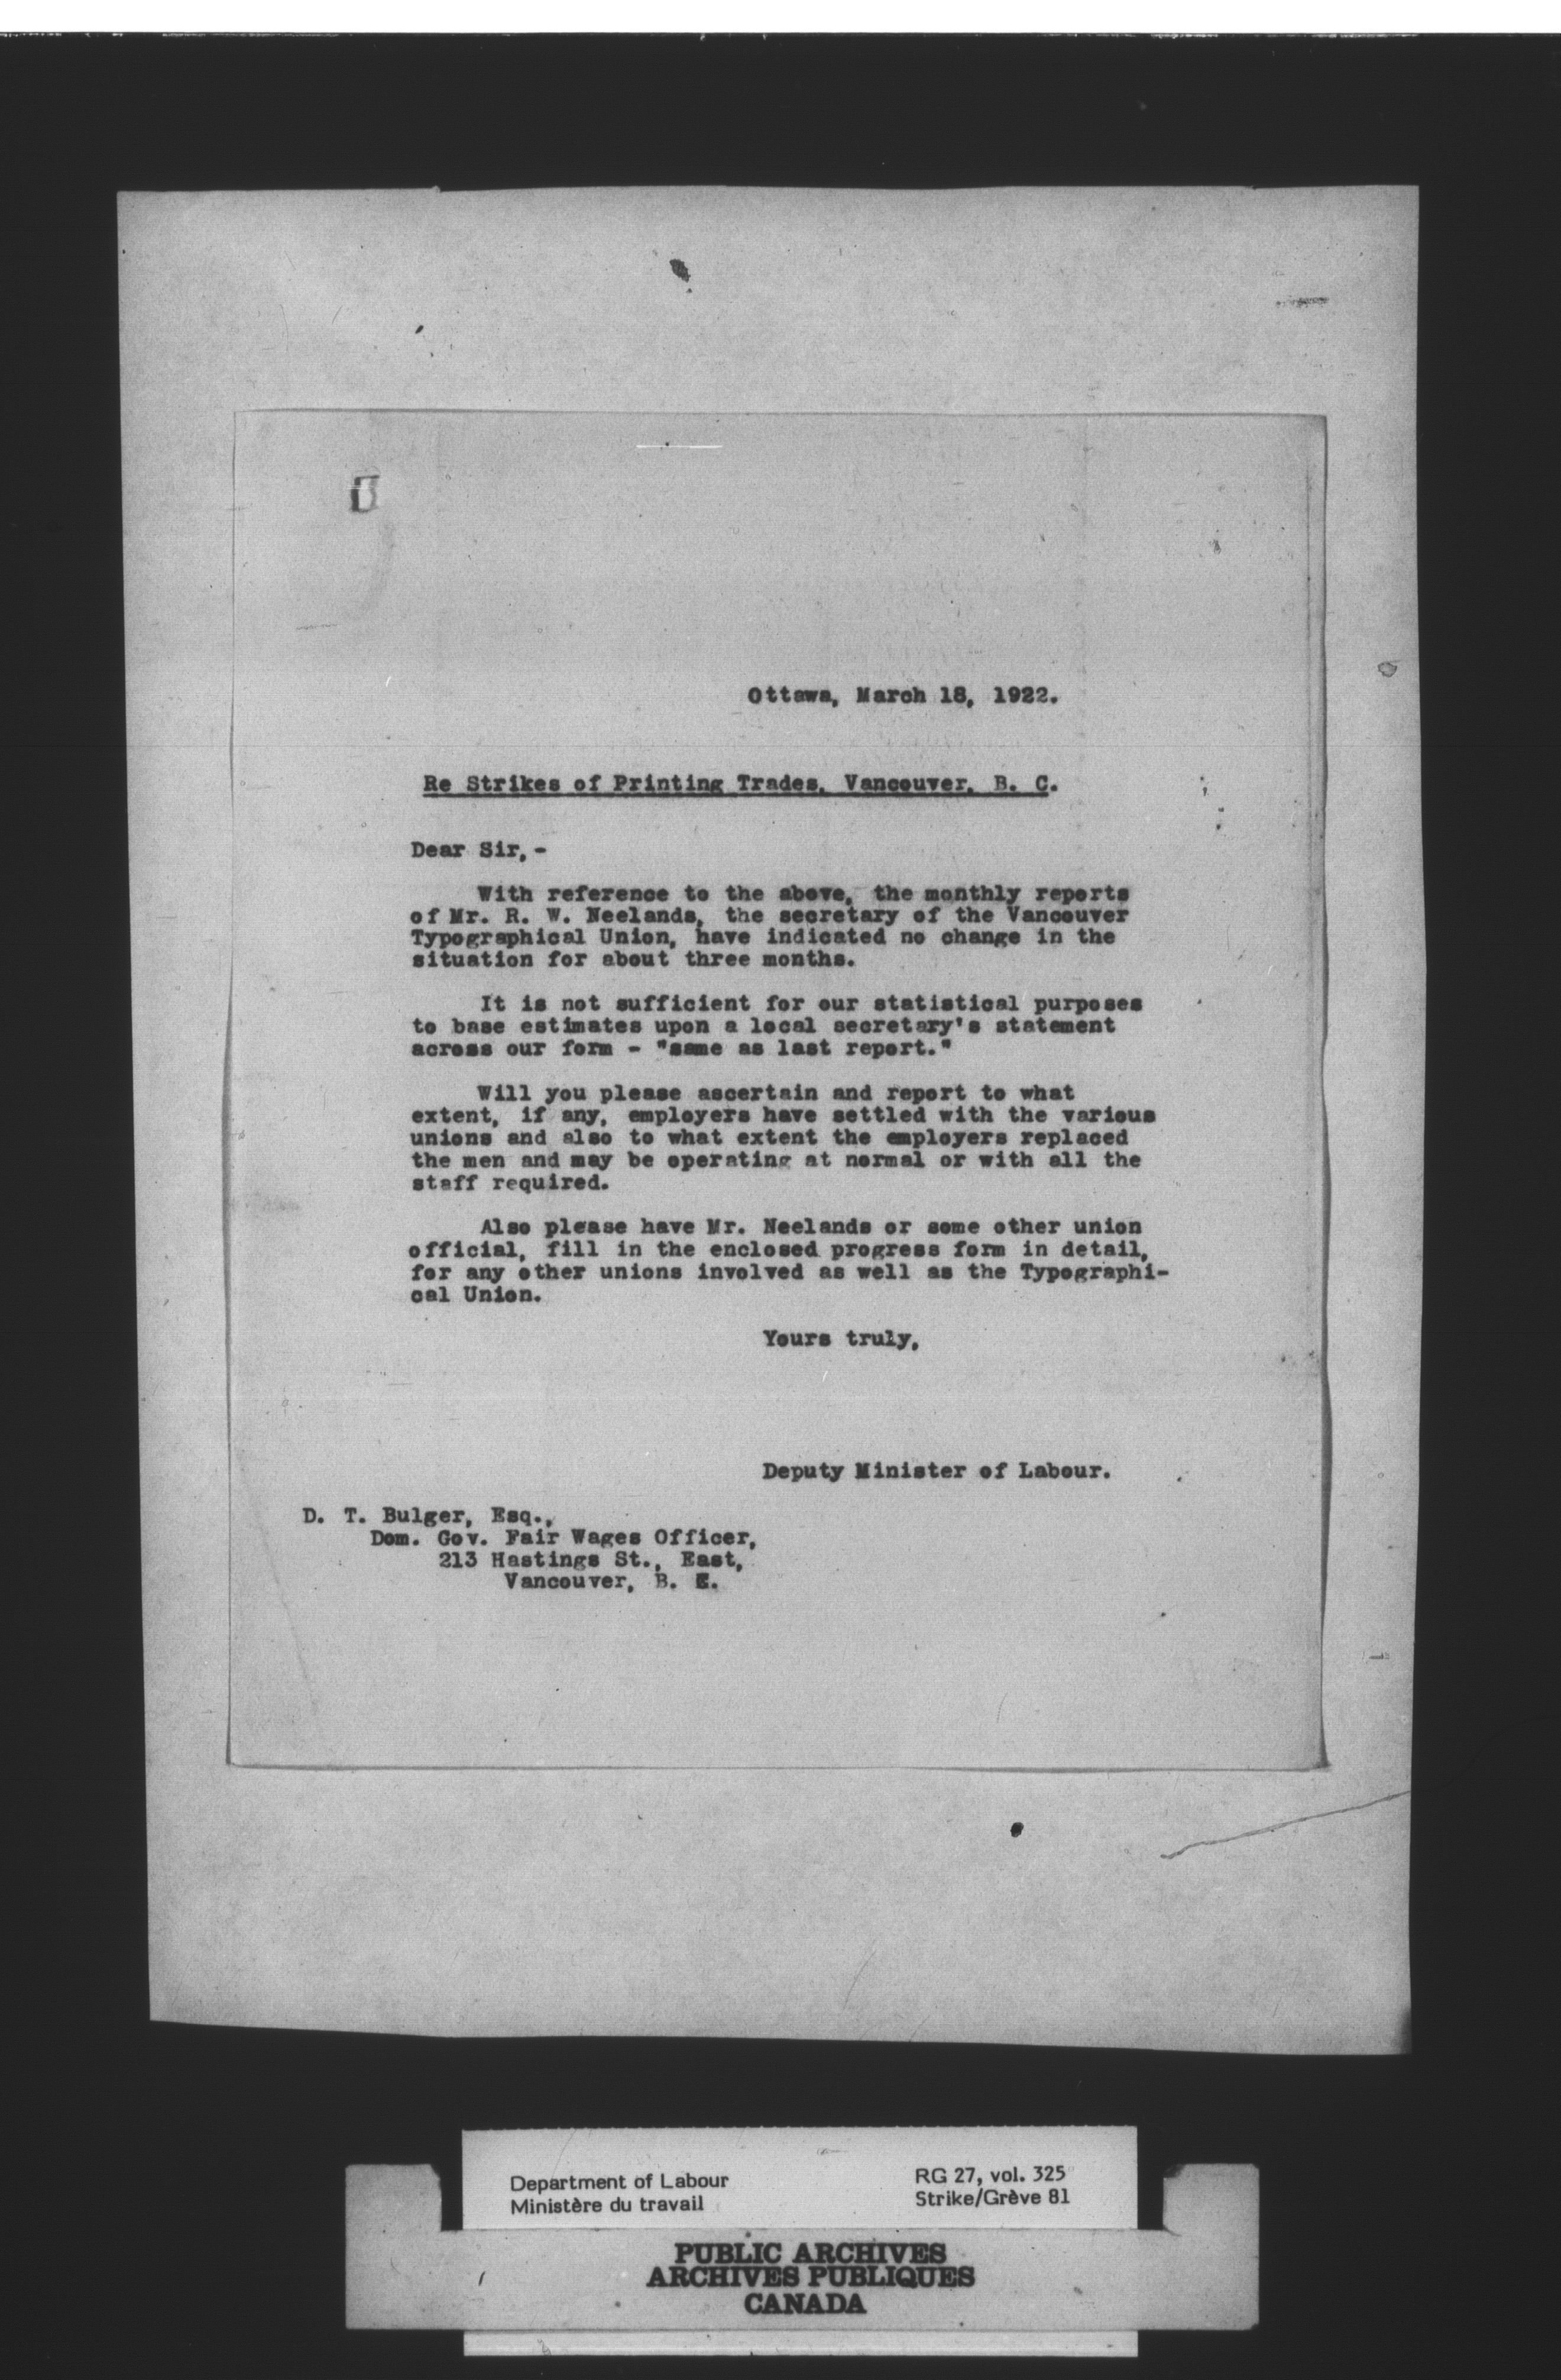 Ottawa, March 18, 1922.
Re Strikes of Printing Trades, Vancouver, B. C.
Dear Sir,-
With reference to the above, the monthly reports
of Mr. R. W. Neelands, the secretary of the Vancouver
Typographical Union, have indicated no change in the
situation for about three months.
It is not sufficient for our statistical purposes
to base estimates upon a local secretary's statement
across our form - "same as last report."
Will you please ascertain and report to what
extent, if any, employers have settled with the various
unions and also to what extent the employers replaced
the men and may be operating at normal or with all the
staff required.
Also please have Mr. Neelands or some other union
official, fill in the enclosed progress form in detail,
for any other unions involved as well as the Typographi-
cal Union.
Yours truly,
Deputy Minister of Labour.
D. T. Bulger, Esq.,
Dom. Gov. Fair Wages Officer,
213 Hastings St., East,
Vancouver, B.
Department of Labour
Ministère du travail
RG 27, vol. 325
Strike/Grève 81
PUBLIC ARCHIVES
ARCHIVES PUBLIQUES
CANADA